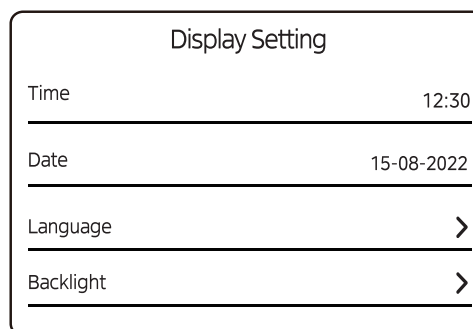 Display Setting
Time 12:30
Date 15-08-2022
Language
Backlight